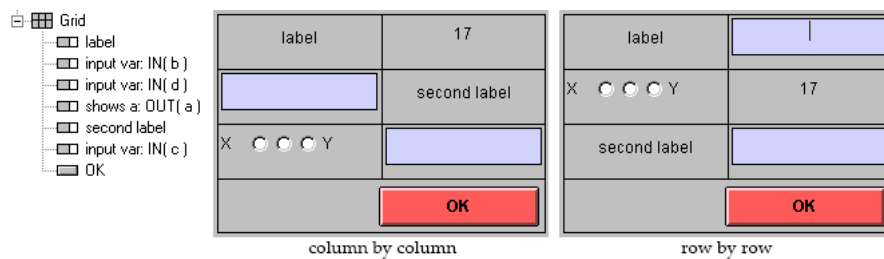 Grid
label
input var: IN( b )
input var: IN( d )
shows a: OUT( a )
second label
input var: IN( c )
OK
label 17
second label
X Y
OK
column by column
label
X Y 17
second label
OK
row by row